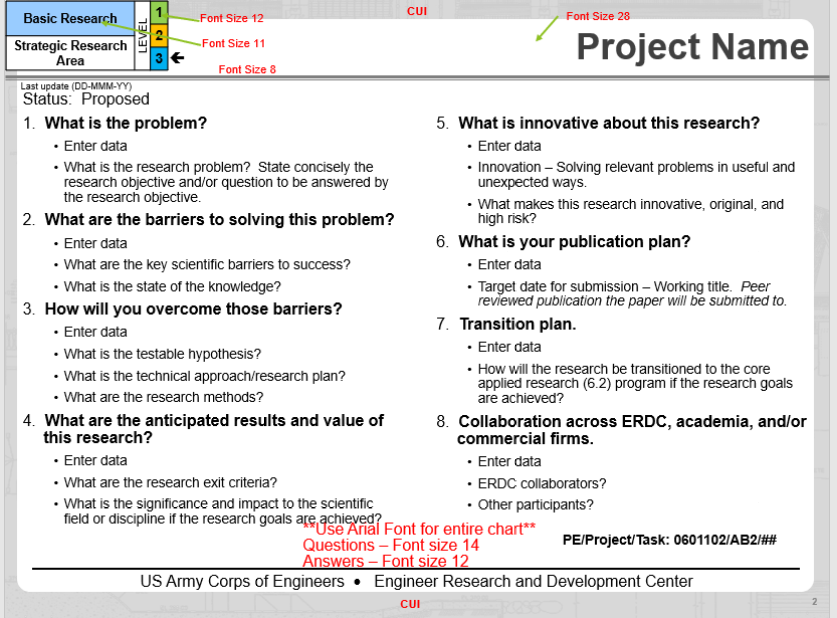 CUI
Basic Research
Strategic Research
Area
LEVEL
1
2
3
Font Size 12
Font Size 11
Font Size 8
Font Size 28
Project Name
Last update (DD-MMM-YY)
Status:  Proposed
1. What is the problem?
• Enter data
• What is the research problem?  State concisely the
research objective and/or question to be answered by
the research objective.
2. What are the barriers to solving this problem?
• Enter data
• What are the key scientific barriers to success?
• What is the state of the knowledge?
3. How will you overcome those barriers?
• Enter data
• What is the testable hypothesis?
• What is the technical approach/research plan?
• What are the research methods?
4. What are the anticipated results and value of
this research?
• Enter data
• What are the research exit criteria?
• What is the significance and impact to the scientific
field or discipline if the research goals are achieved?
5. What is innovative about this research?
• Enter data
• Innovation – Solving relevant problems in useful and
unexpected ways.
• What makes this research innovative, original, and
high risk?
6. What is your publication plan?
• Enter data
• Target date for submission – Working title.  Peer
reviewed publication the paper will be submitted to.
7. Transition plan.
• Enter data
• How will the research be transitioned to the core
applied research (6.2) program if the research goals
are achieved?
8. Collaboration across ERDC, academia, and/or
commercial firms.
• Enter data
• ERDC collaborators?
• Other participants?
**Use Arial Font for entire chart**
Questions – Font size 14
Answers – Font size 12
PE/Project/Task: 0601102/AB2/##
US Army Corps of Engineers • Engineer Research and Development Center
CUI
2